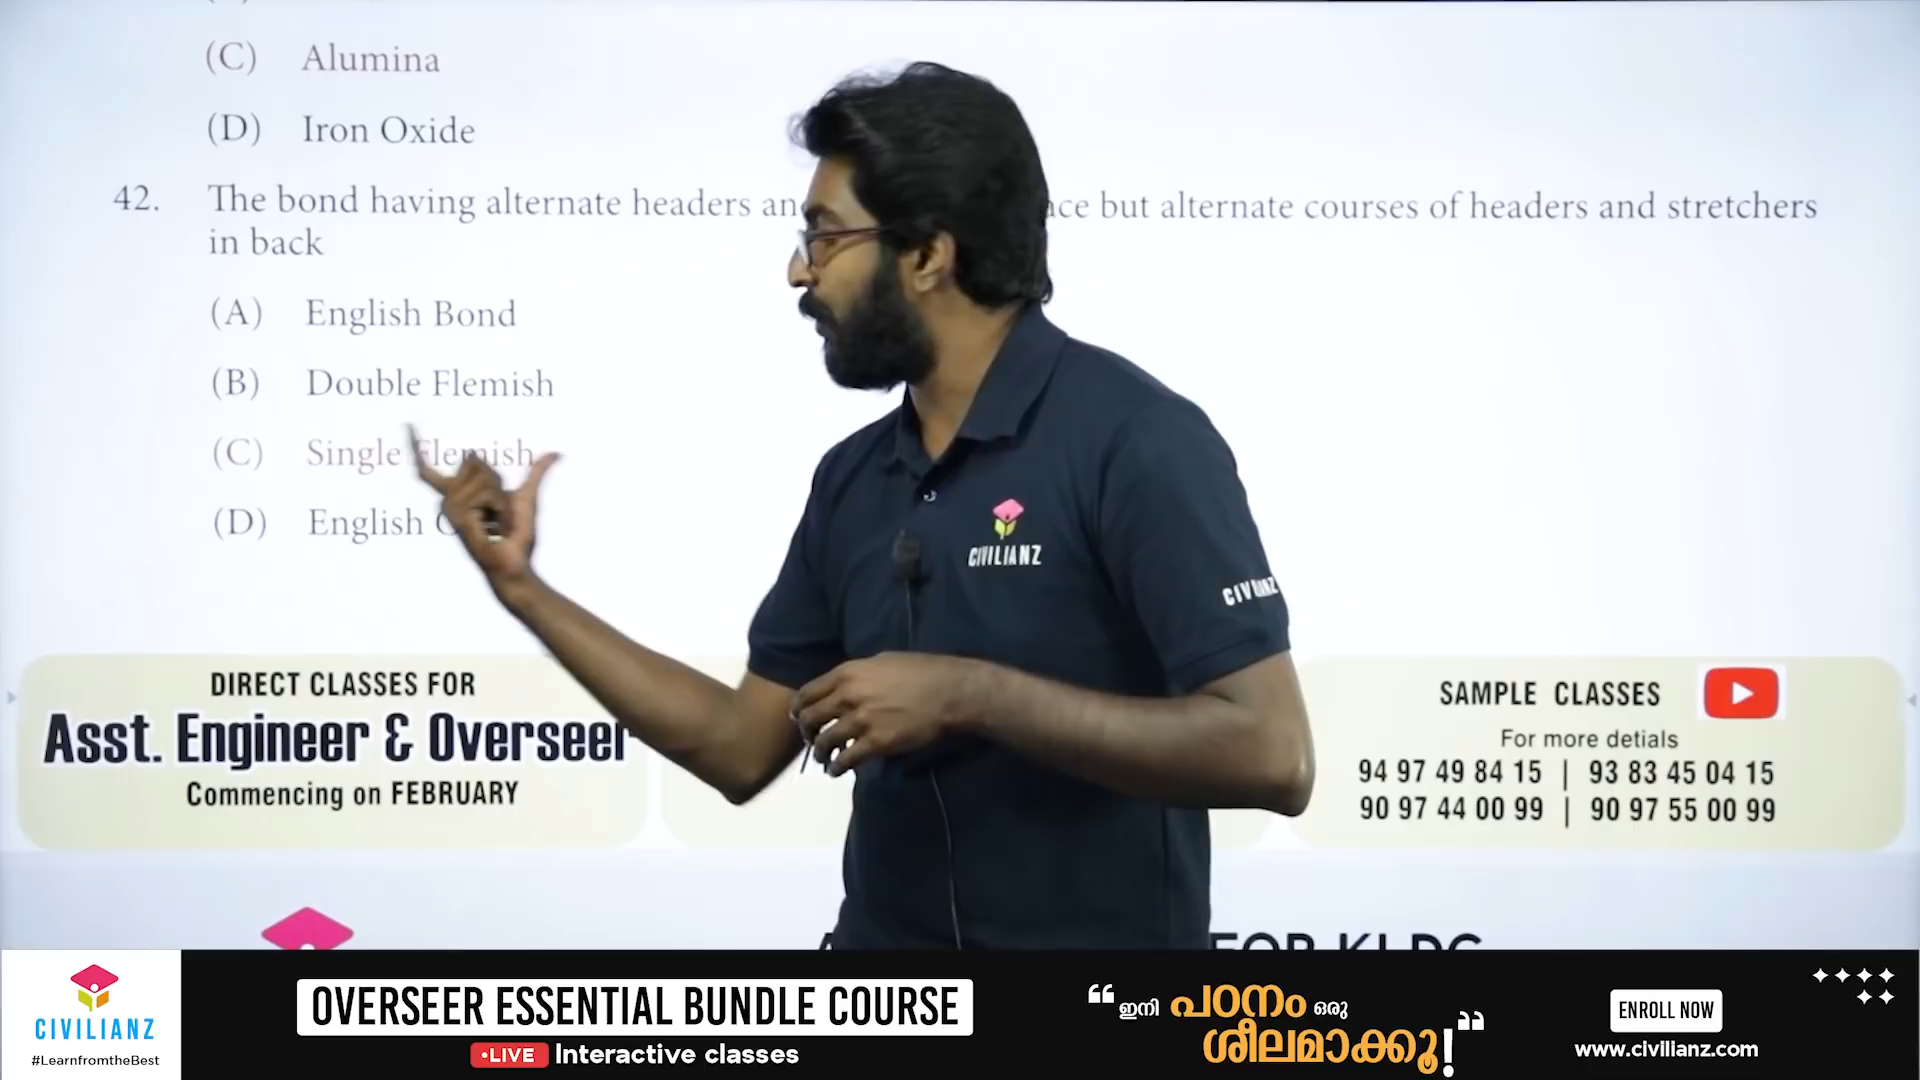 (C) Alumina
(D) Iron Oxide
42. The bond having alternate headers but alternate courses of headers and stretchers
in back
(A) English Bond
(B) Double Flemish
(C) Single Flemish
(D) English
DIRECT CLASSES FOR
Asst. Engineer & Overseer
Commencing on FEBRUARY
SAMPLE CLASSES
For more detials
94 97 49 84 15 | 93 83 45 04 15
90 97 44 00 99 | 90 97 55 00 99
CIVILIANZ
CIVILIANZ
FOR KLDC
CIVILIANZ
#LearnfromtheBest
OVERSEER ESSENTIAL BUNDLE COURSE
•LIVE Interactive classes
“ഇനി പഠനം ഒരു
ശീലമാക്കൂ!”
ENROLL NOW
www.civilianz.com